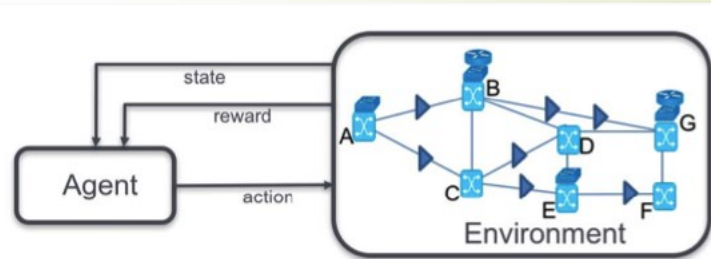 state
reward
Agent
action
A
B
C
D
E
F
G
Environment